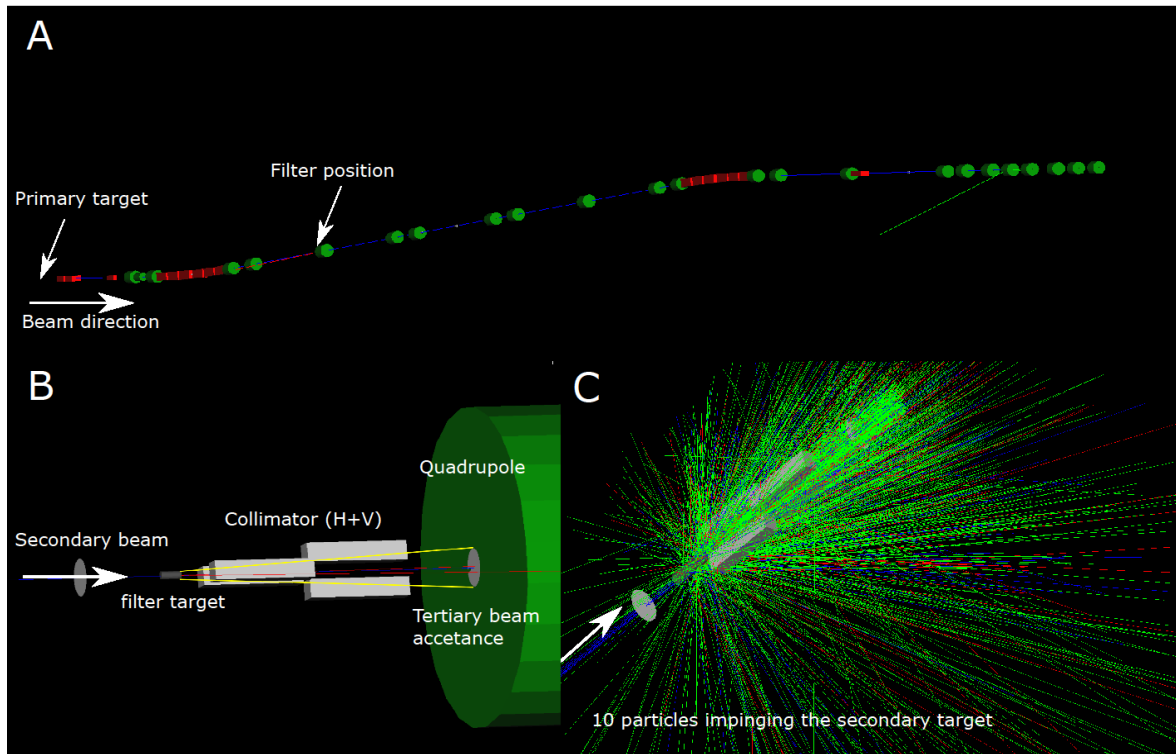 A
Filter position
Primary target
Beam direction
B
Quadrupole
Collimator (H+V)
Secondary beam
filter target
Tertiary beam
accetance
C
10 particles impinging the secondary target